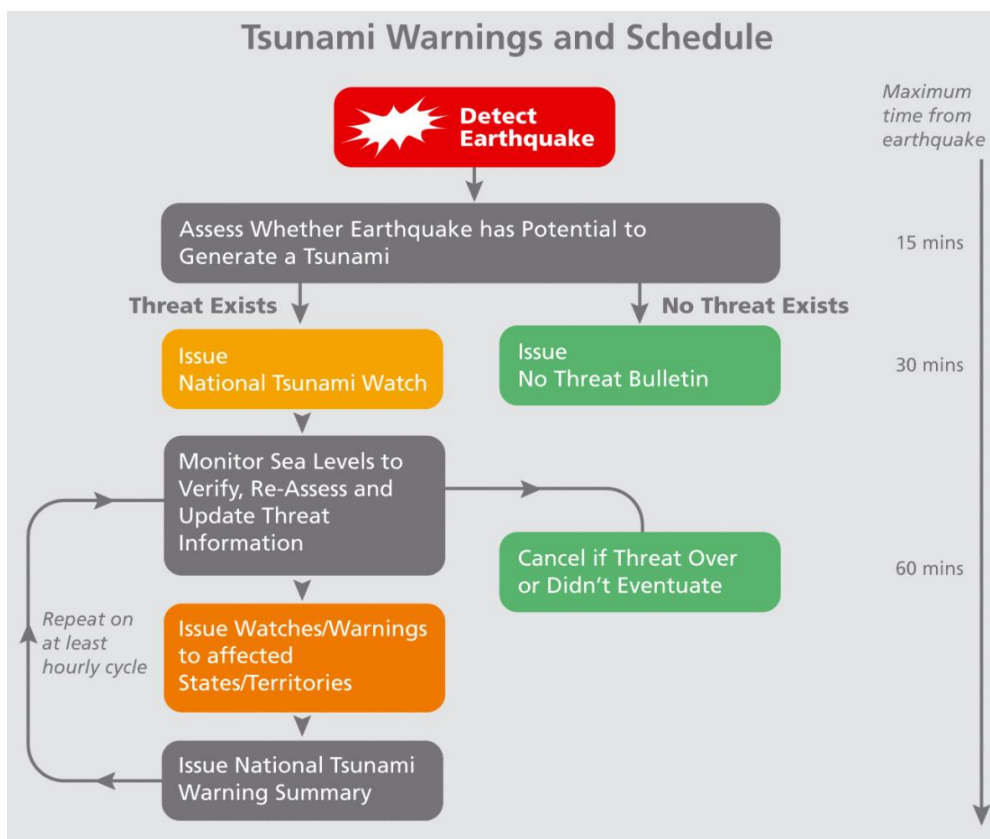 Tsunami Warnings and Schedule
Maximum
time from
earthquake
Detect
Earthquake
Assess Whether Earthquake has Potential to
Generate a Tsunami
15 mins
Threat Exists
No Threat Exists
Issue
National Tsunami Watch
Issue
No Threat Bulletin
30 mins
Monitor Sea Levels to
Verify, Re-Assess and
Update Threat
Information
Cancel if Threat Over
or Didn't Eventuate
60 mins
Repeat on
at least
hourly cycle
Issue Watches/Warnings
to affected
States/Territories
Issue National Tsunami
Warning Summary